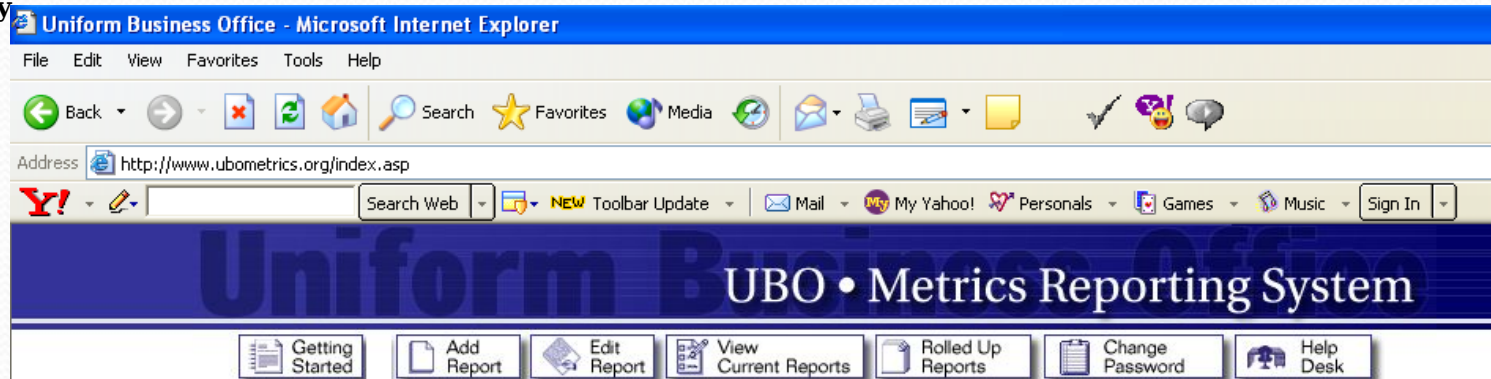 y
Uniform Business Office - Microsoft Internet Explorer
File Edit View Favorites Tools Help
Back Search Favorites Media
Address http://www.ubometrics.org/index.asp
Y! Search Web NEW Toolbar Update Mail My My Yahoo! Personals Games Music Sign In
Uniform Business Office
UBO • Metrics Reporting System
Getting Started Add Report Edit Report View Current Reports Rolled Up Reports Change Password Help Desk